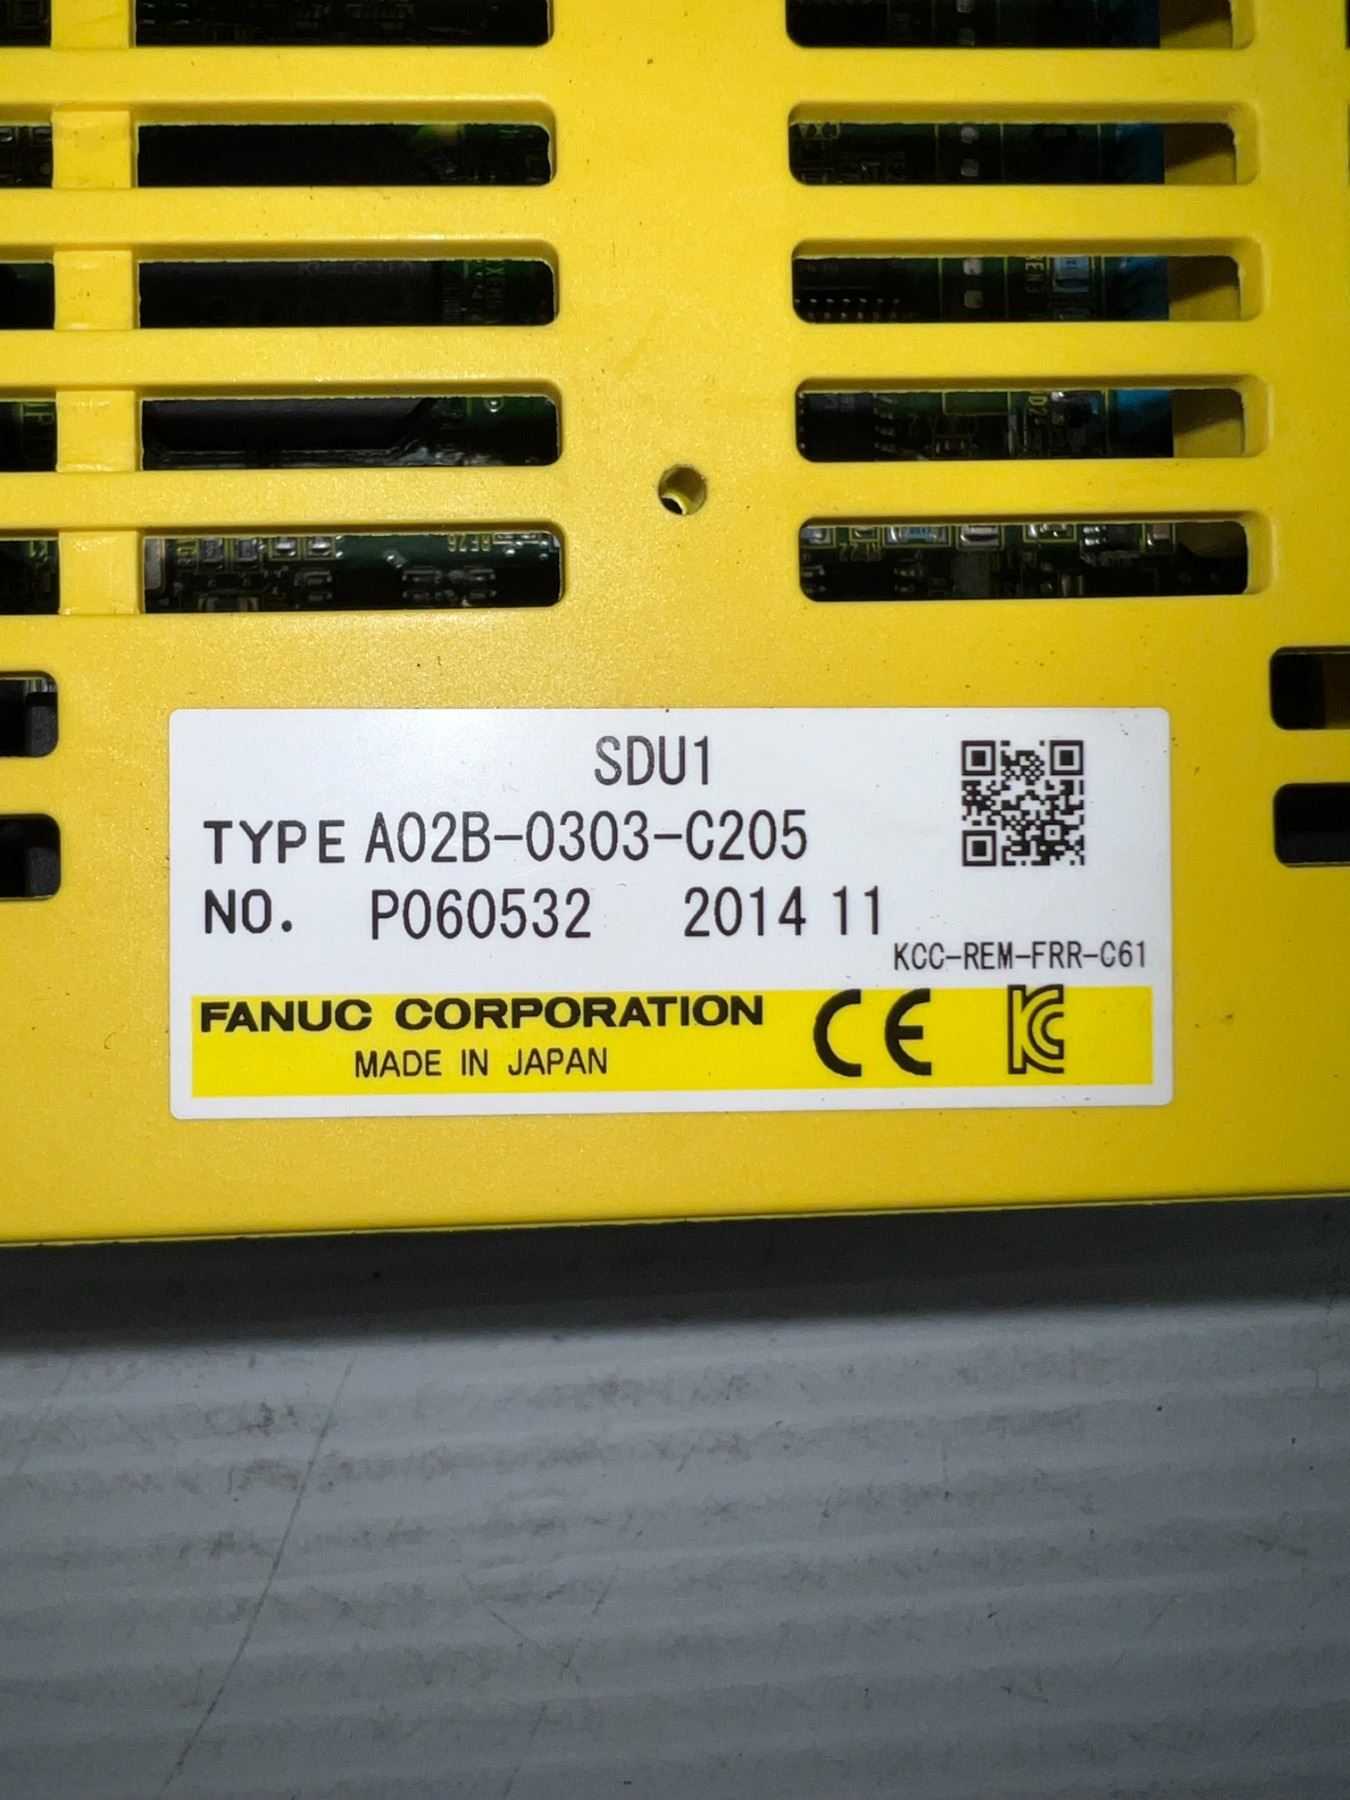 SDU1
TYPE A02B-0303-C205
NO. P060532 2014 11
KCC-REM-FRR-C61
FANUC CORPORATION
MADE IN JAPAN
CE KC